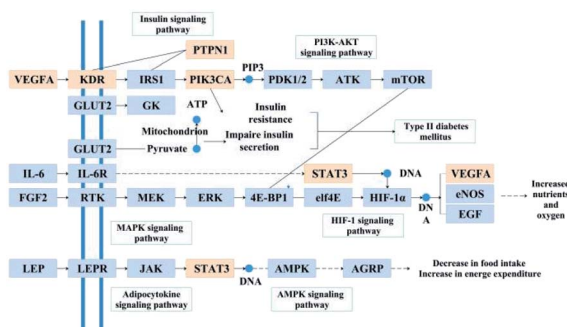 Insulin signaling
pathway
PTPN1
PI3K-AKT
signaling pathway
VEGFA
KDR
IRS1
PIK3CA
PIP3
PDK1/2
ATK
mTOR
GLUT2
GK
ATP
Insulin
resistance
Mitochondrion
Impaire insulin
secretion
Type II diabetes
mellitus
GLUT2
Pyruvate
IL-6
IL-6R
STAT3
DNA
VEGFA
FGF2
RTK
MEK
ERK
4E-BP1
elf4E
HIF-1α
DN
A
eNOS
EGF
Increased
nutrients
and
oxygen
MAPK signaling
pathway
HIF-1 signaling
pathway
LEP
LEPR
JAK
STAT3
DNA
AMPK
AGRP
Decrease in food intake
Increase in energy expenditure
Adipocytokine
signaling pathway
AMPK signaling
pathway